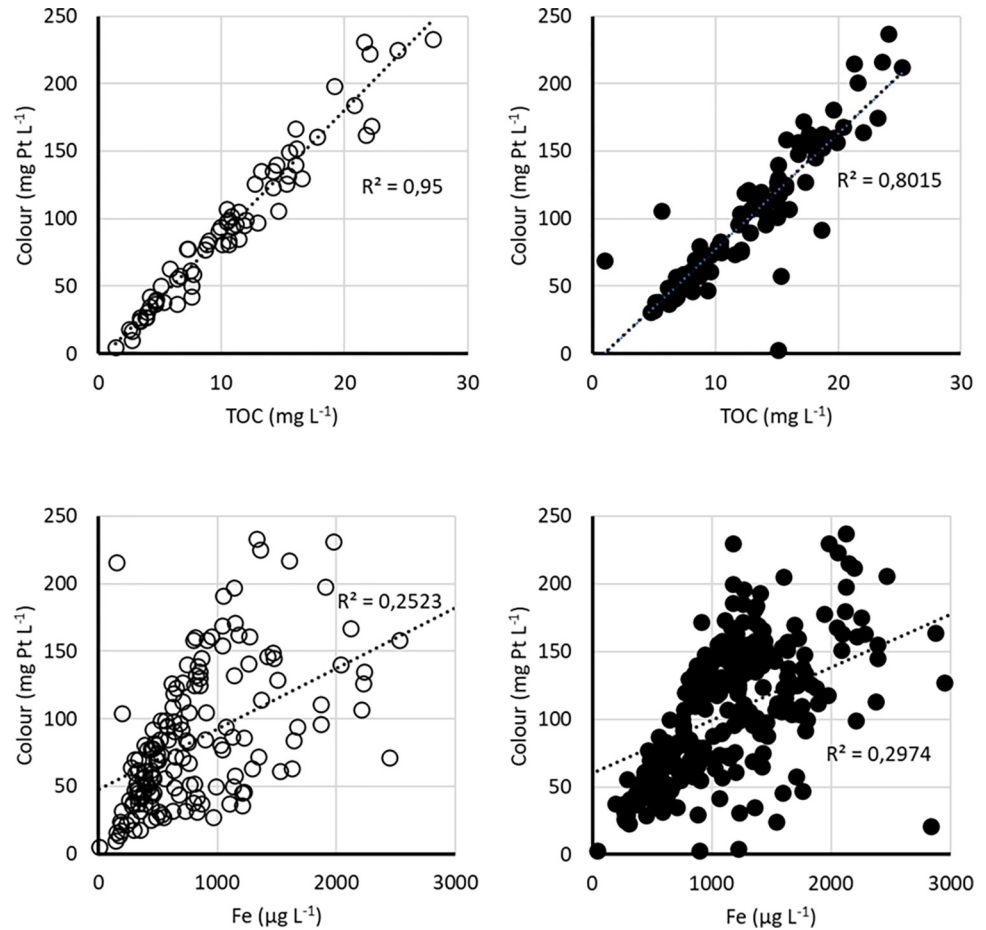 250
200
150
100
50
0
Colour (mg Pt L⁻¹)
R² = 0,95
0 10 20 30
TOC (mg L⁻¹)
250
200
150
100
50
0
Colour (mg Pt L⁻¹)
R² = 0,8015
0 10 20 30
TOC (mg L⁻¹)
250
200
150
100
50
0
Colour (mg Pt L⁻¹)
R² = 0,2523
0 1000 2000 3000
Fe (µg L⁻¹)
250
200
150
100
50
0
Colour (mg Pt L⁻¹)
R² = 0,2974
0 1000 2000 3000
Fe (µg L⁻¹)